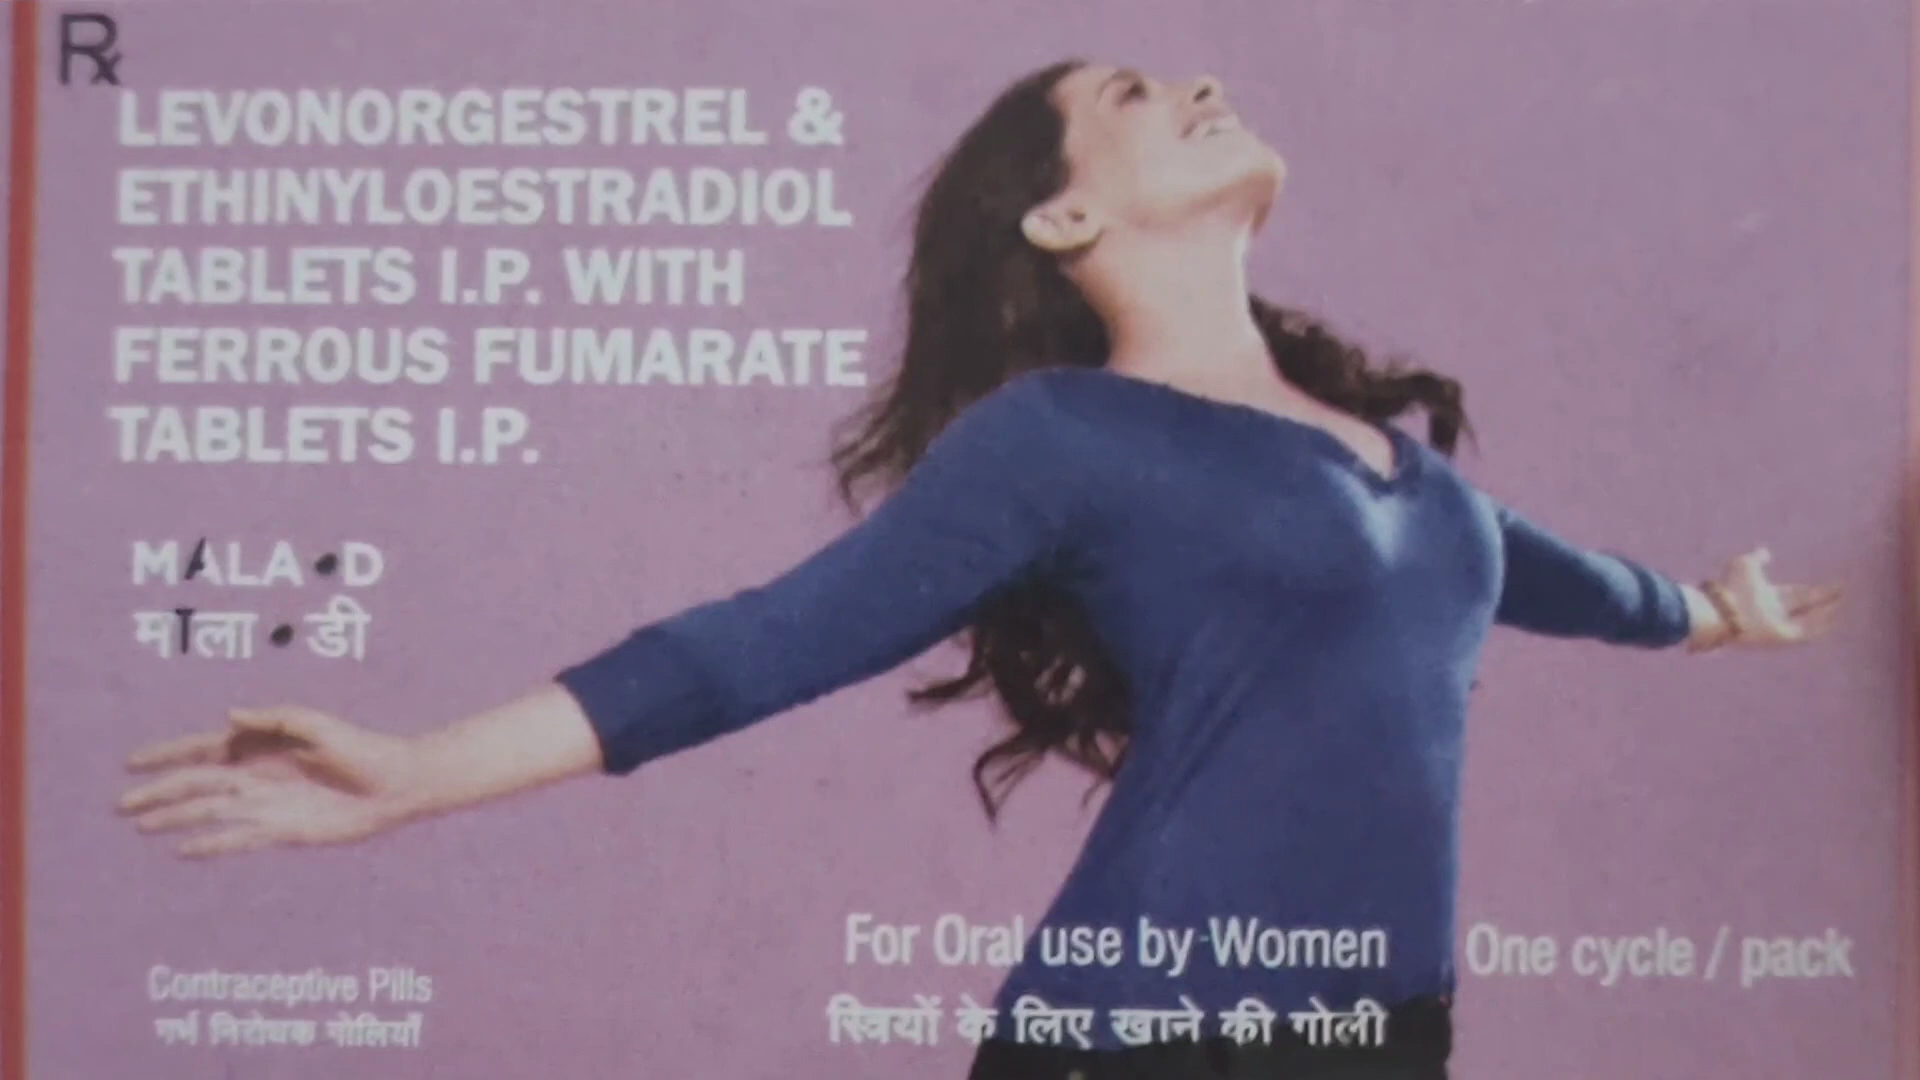 Rx
LEVONORGESTREL &
ETHINYLOESTRADIOL
TABLETS I.P. WITH
FERROUS FUMARATE
TABLETS I.P.
MALA•D
माला•डी
For Oral use by Women
One cycle / pack
स्त्रियों के लिए खाने की गोली
Contraceptive Pills
गर्भ निरोधक गोलियाँ